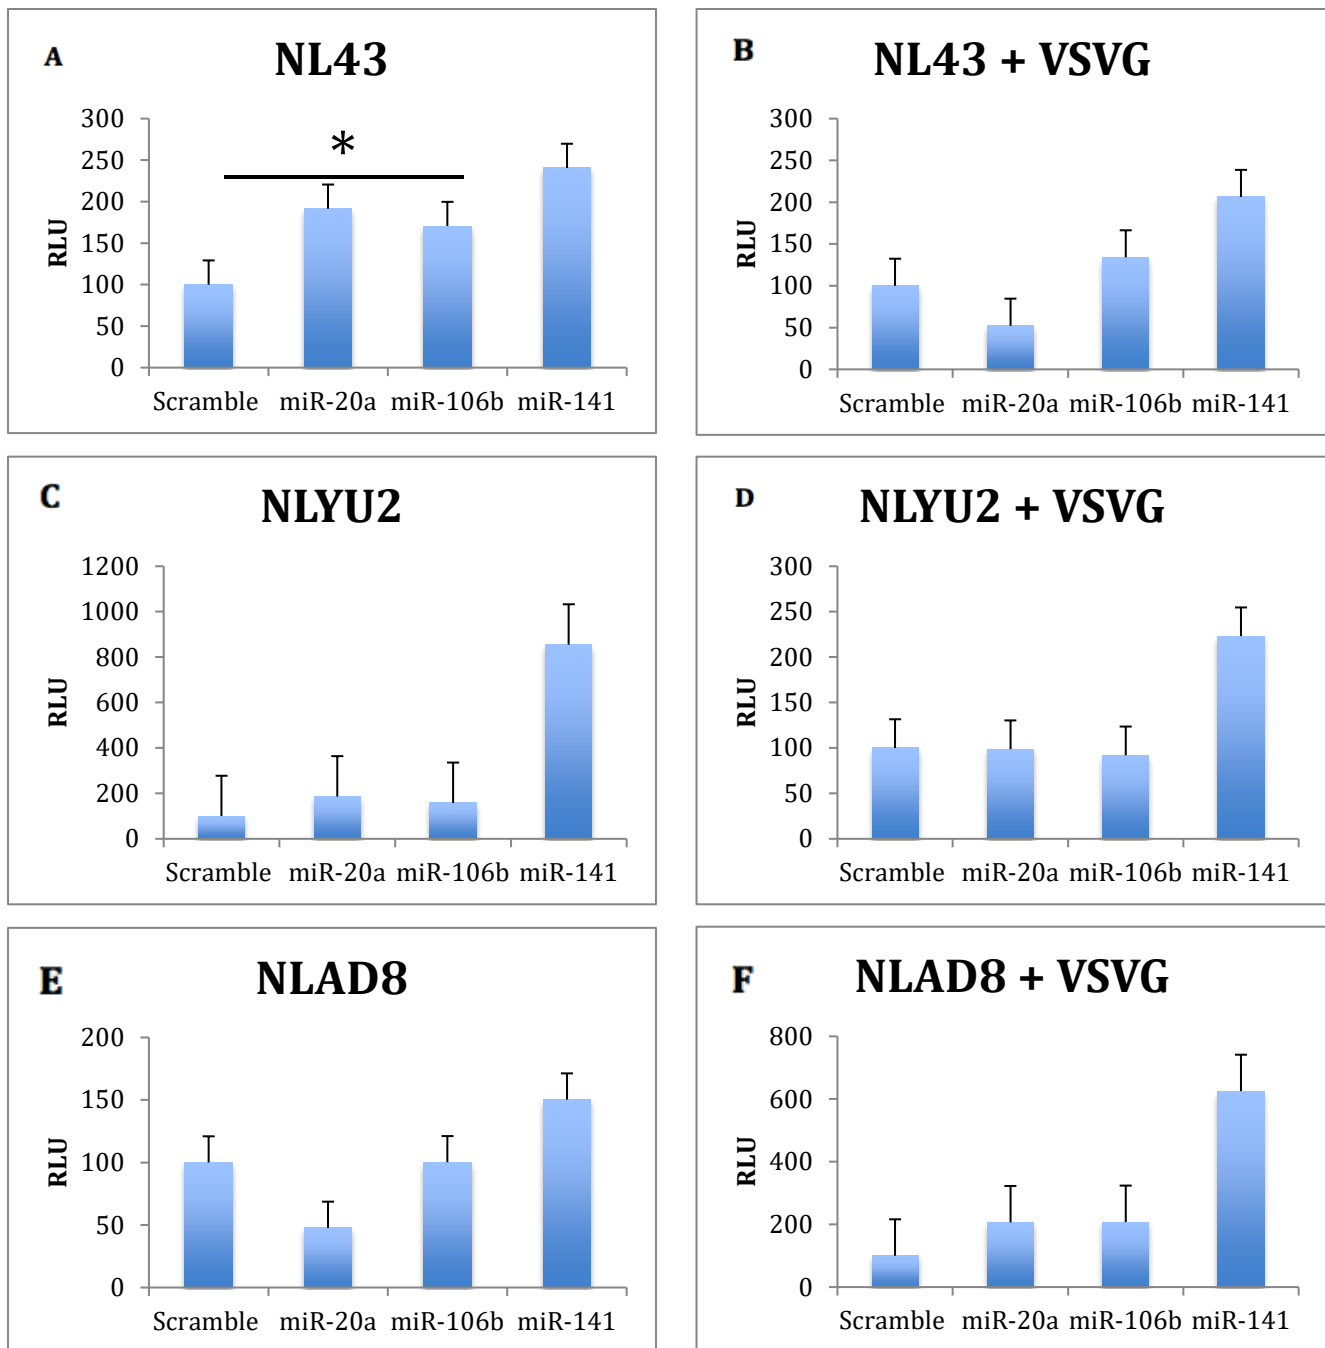 A
NL43
300
250
200
150
100
50
0
RLU
*
Scramble miR-20a miR-106b miR-141
B
NL43 + VSVG
300
250
200
150
100
50
0
RLU
Scramble miR-20a miR-106b miR-141
C
NLYU2
1200
1000
800
600
400
200
0
RLU
Scramble miR-20a miR-106b miR-141
D
NLYU2 + VSVG
300
250
200
150
100
50
0
RLU
Scramble miR-20a miR-106b miR-141
E
NLAD8
200
150
100
50
0
RLU
Scramble miR-20a miR-106b miR-141
F
NLAD8 + VSVG
800
600
400
200
0
RLU
Scramble miR-20a miR-106b miR-141